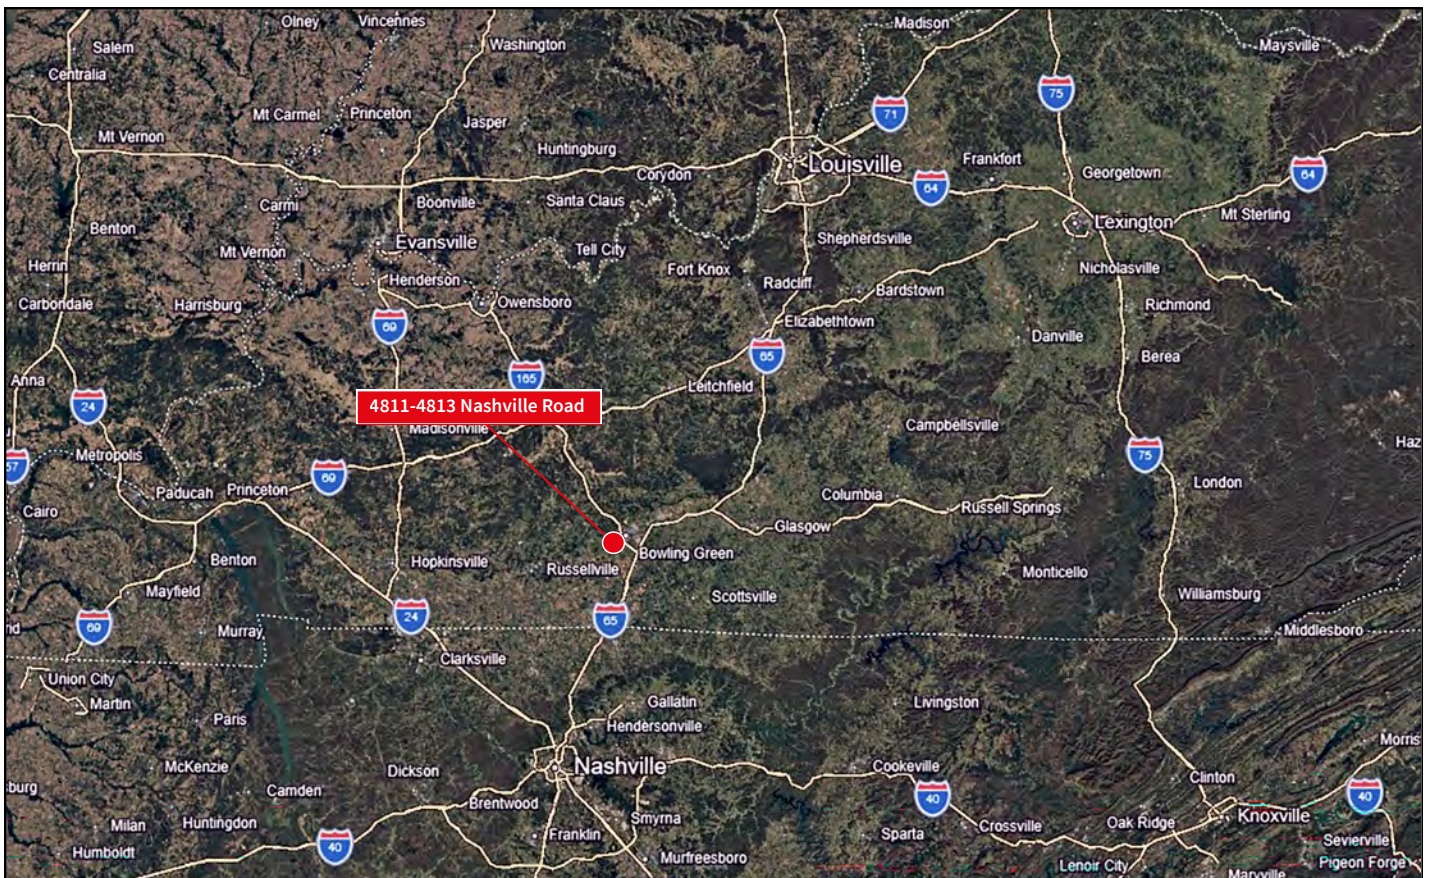 Olney
Vincennes
Madison
Salem
Washington
Maysville
Centralia
75
Mt Carmel
Princeton
71
Jasper
Mt Vernon
Huntingburg
Louisville
Frankfort
Corydon
Georgetown
64
64
Santa Claus
Boonville
Carmi
Mt Sterling
Lexington
Benton
Evansville
Shepherdsville
Tell City
Mt Vernon
Herrin
Fort Knox
Nicholasville
Henderson
Radcliff
Bardstown
Carbondale
Harrisburg
Owensboro
Richmond
Elizabethtown
69
Danville
65
Berea
165
Anna
Leitchfield
24
4811-4813 Nashville Road
Campbellsville
Madisonville
Haz
75
Metropolis
57
69
London
Paducah
Princeton
Columbia
Russell Springs
Cairo
Glasgow
Bowling Green
Benton
Hopkinsville
Russellville
Monticello
Mayfield
Scottsville
Williamsburg
24
65
69
nd
Murray
Middlesboro
Clarksville
Union City
Gallatin
Livingston
Martin
Paris
Hendersonville
Morris
Nashville
McKenzie
Dickson
Cookeville
Clinton
sburg
Camden
40
40
Brentwood
Knoxville
Smyrna
Milan
Huntingdon
Oak Ridge
Crossville
Franklin
Sparta
Sevierville
40
Humboldt
Murfreesboro
Lenoir City
Pigeon Forge
Maryville